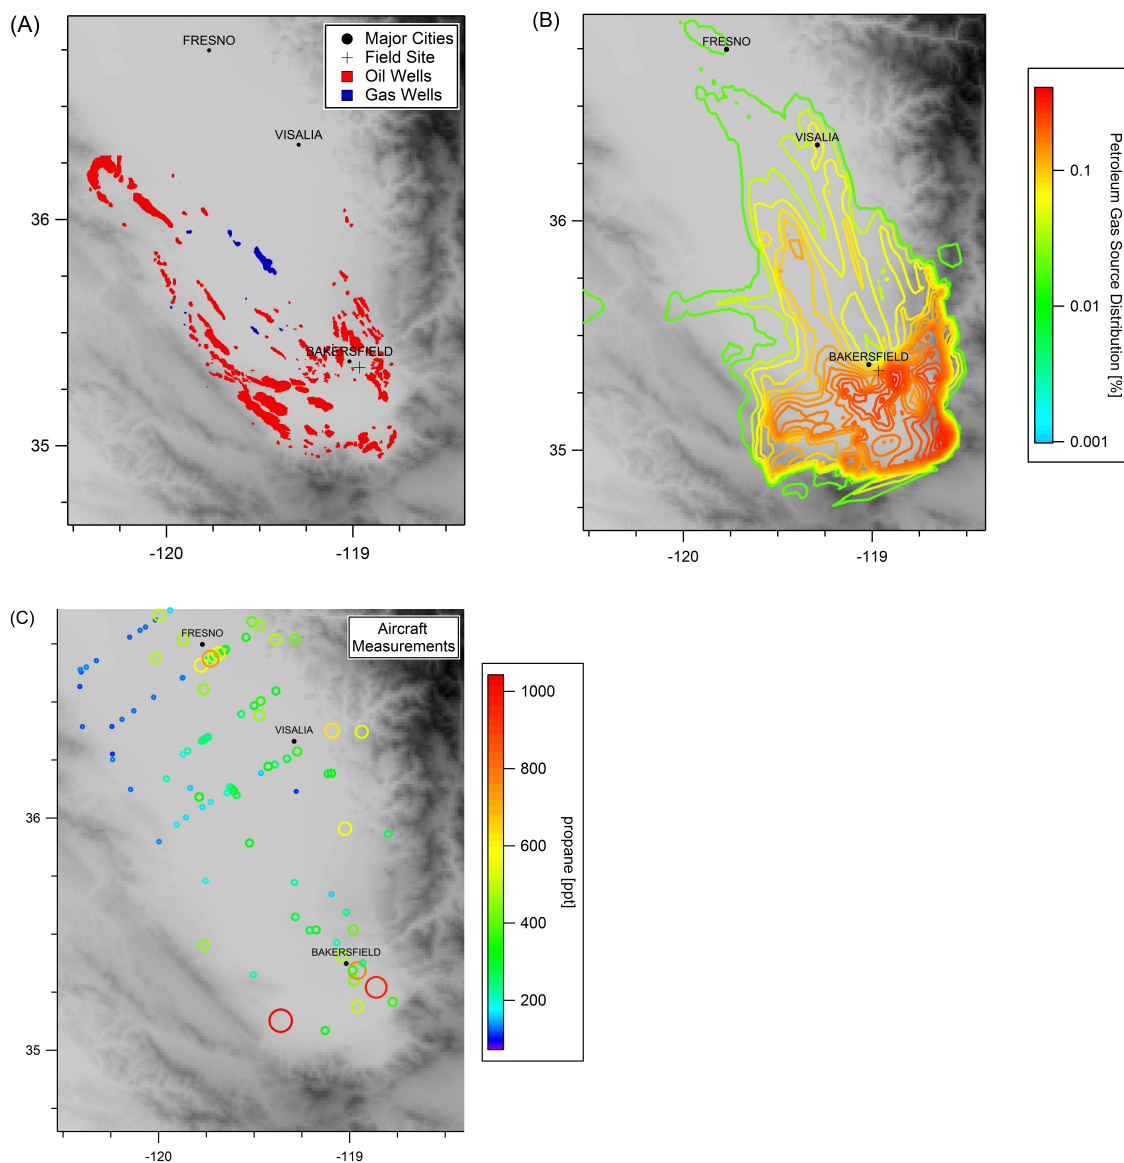 (A)
FRESNO
VISALIA
BAKERSFIELD
Major Cities
Field Site
Oil Wells
Gas Wells
36
35
-120
-119
(B)
FRESNO
VISALIA
BAKERSFIELD
36
35
-120
-119
0.1
0.01
0.001
Petroleum Gas Source Distribution [%]
(C)
Aircraft
Measurements
FRESNO
VISALIA
BAKERSFIELD
36
35
-120
-119
1000
800
600
400
200
propane [ppt]